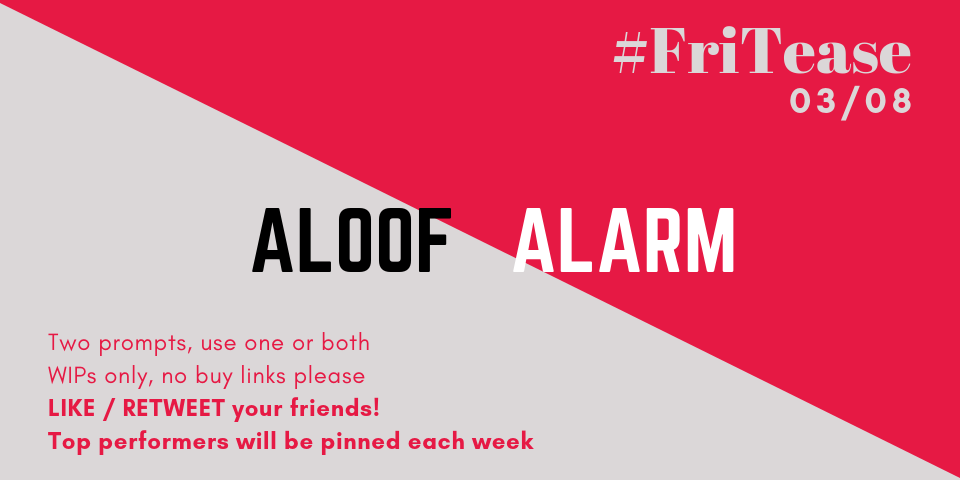 #FriTease
03/08
ALOOF ALARM
Two prompts, use one or both
WIPs only, no buy links please
LIKE / RETWEET your friends!
Top performers will be pinned each week